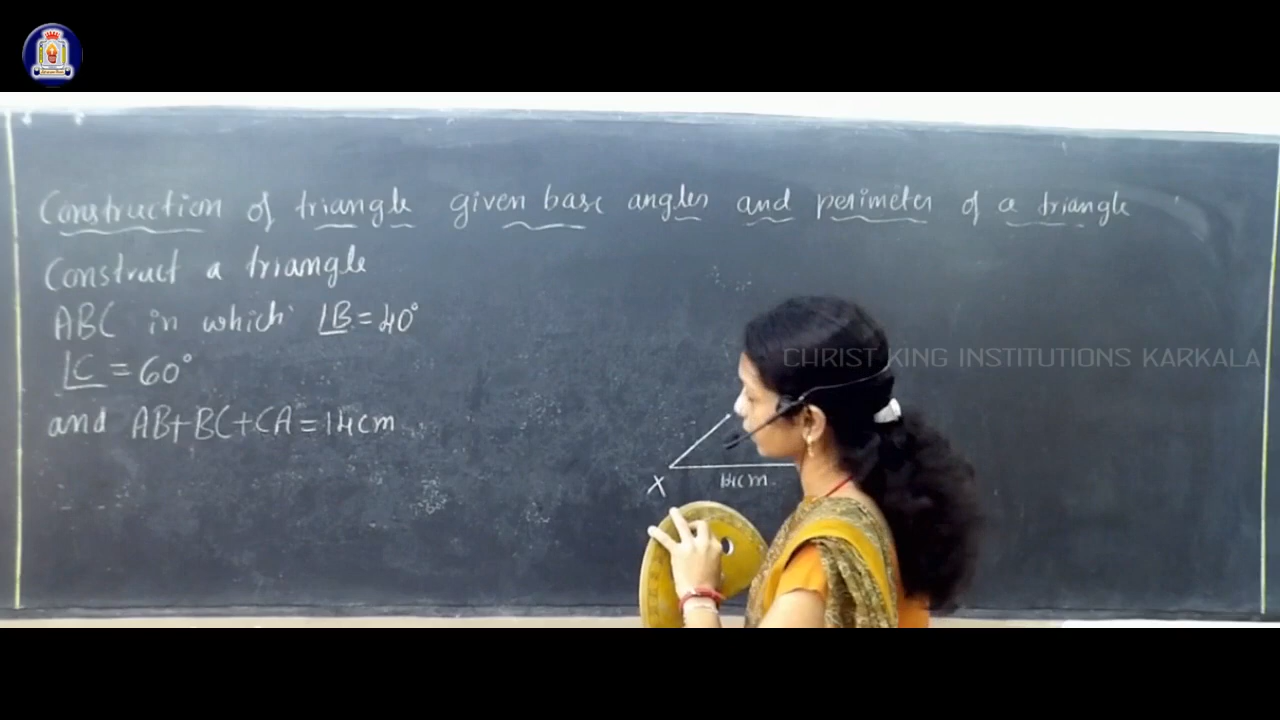 Construction of triangle given base angles and perimeter of a triangle
Construct a triangle
ABC in which ∠B = 40°
∠C = 60°
and AB+BC+CA = 14cm
CHRIST KING INSTITUTIONS KARKALA
X
14cm